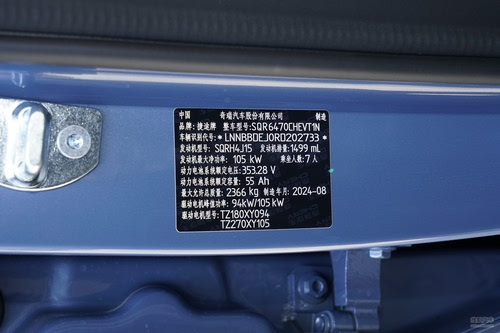 中国 奇瑞汽车股份有限公司 制造
品牌:捷途牌 整车型号:SQR6470CHEVT1N
车辆识别代号:*LNNBBDEJ0RD202733*
发动机型号:SQRH4J15 发动机排量:1499 mL
发动机最大净功率:105 kW 乘坐人数:7人
动力电池系统额定电压:353.28 V
动力电池系统额定容量:55 Ah
最大允许总质量:2366 kg 制造年月:2024-08
驱动电机峰值功率:94kW/105 kW
驱动电机型号:TZ180XY094
TZ270XY105